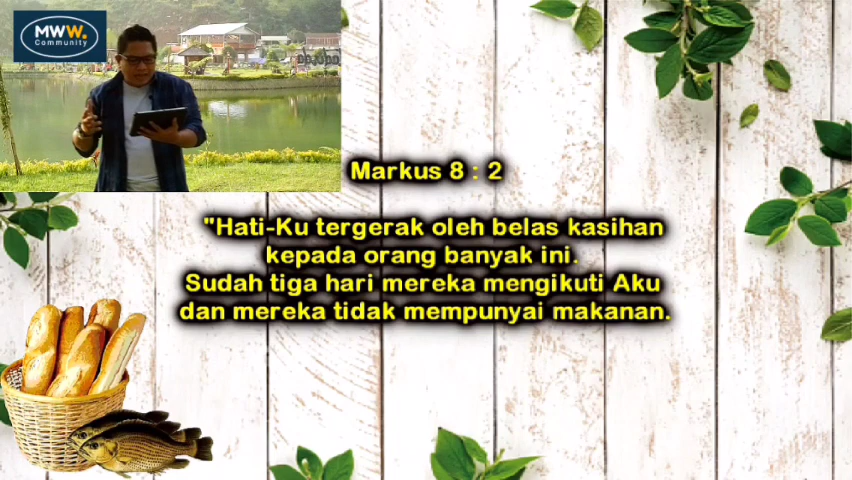 MWW.
Community
Markus 8 : 2
"Hati-Ku tergerak oleh belas kasihan
kepada orang banyak ini.
Sudah tiga hari mereka mengikuti Aku
dan mereka tidak mempunyai makanan.